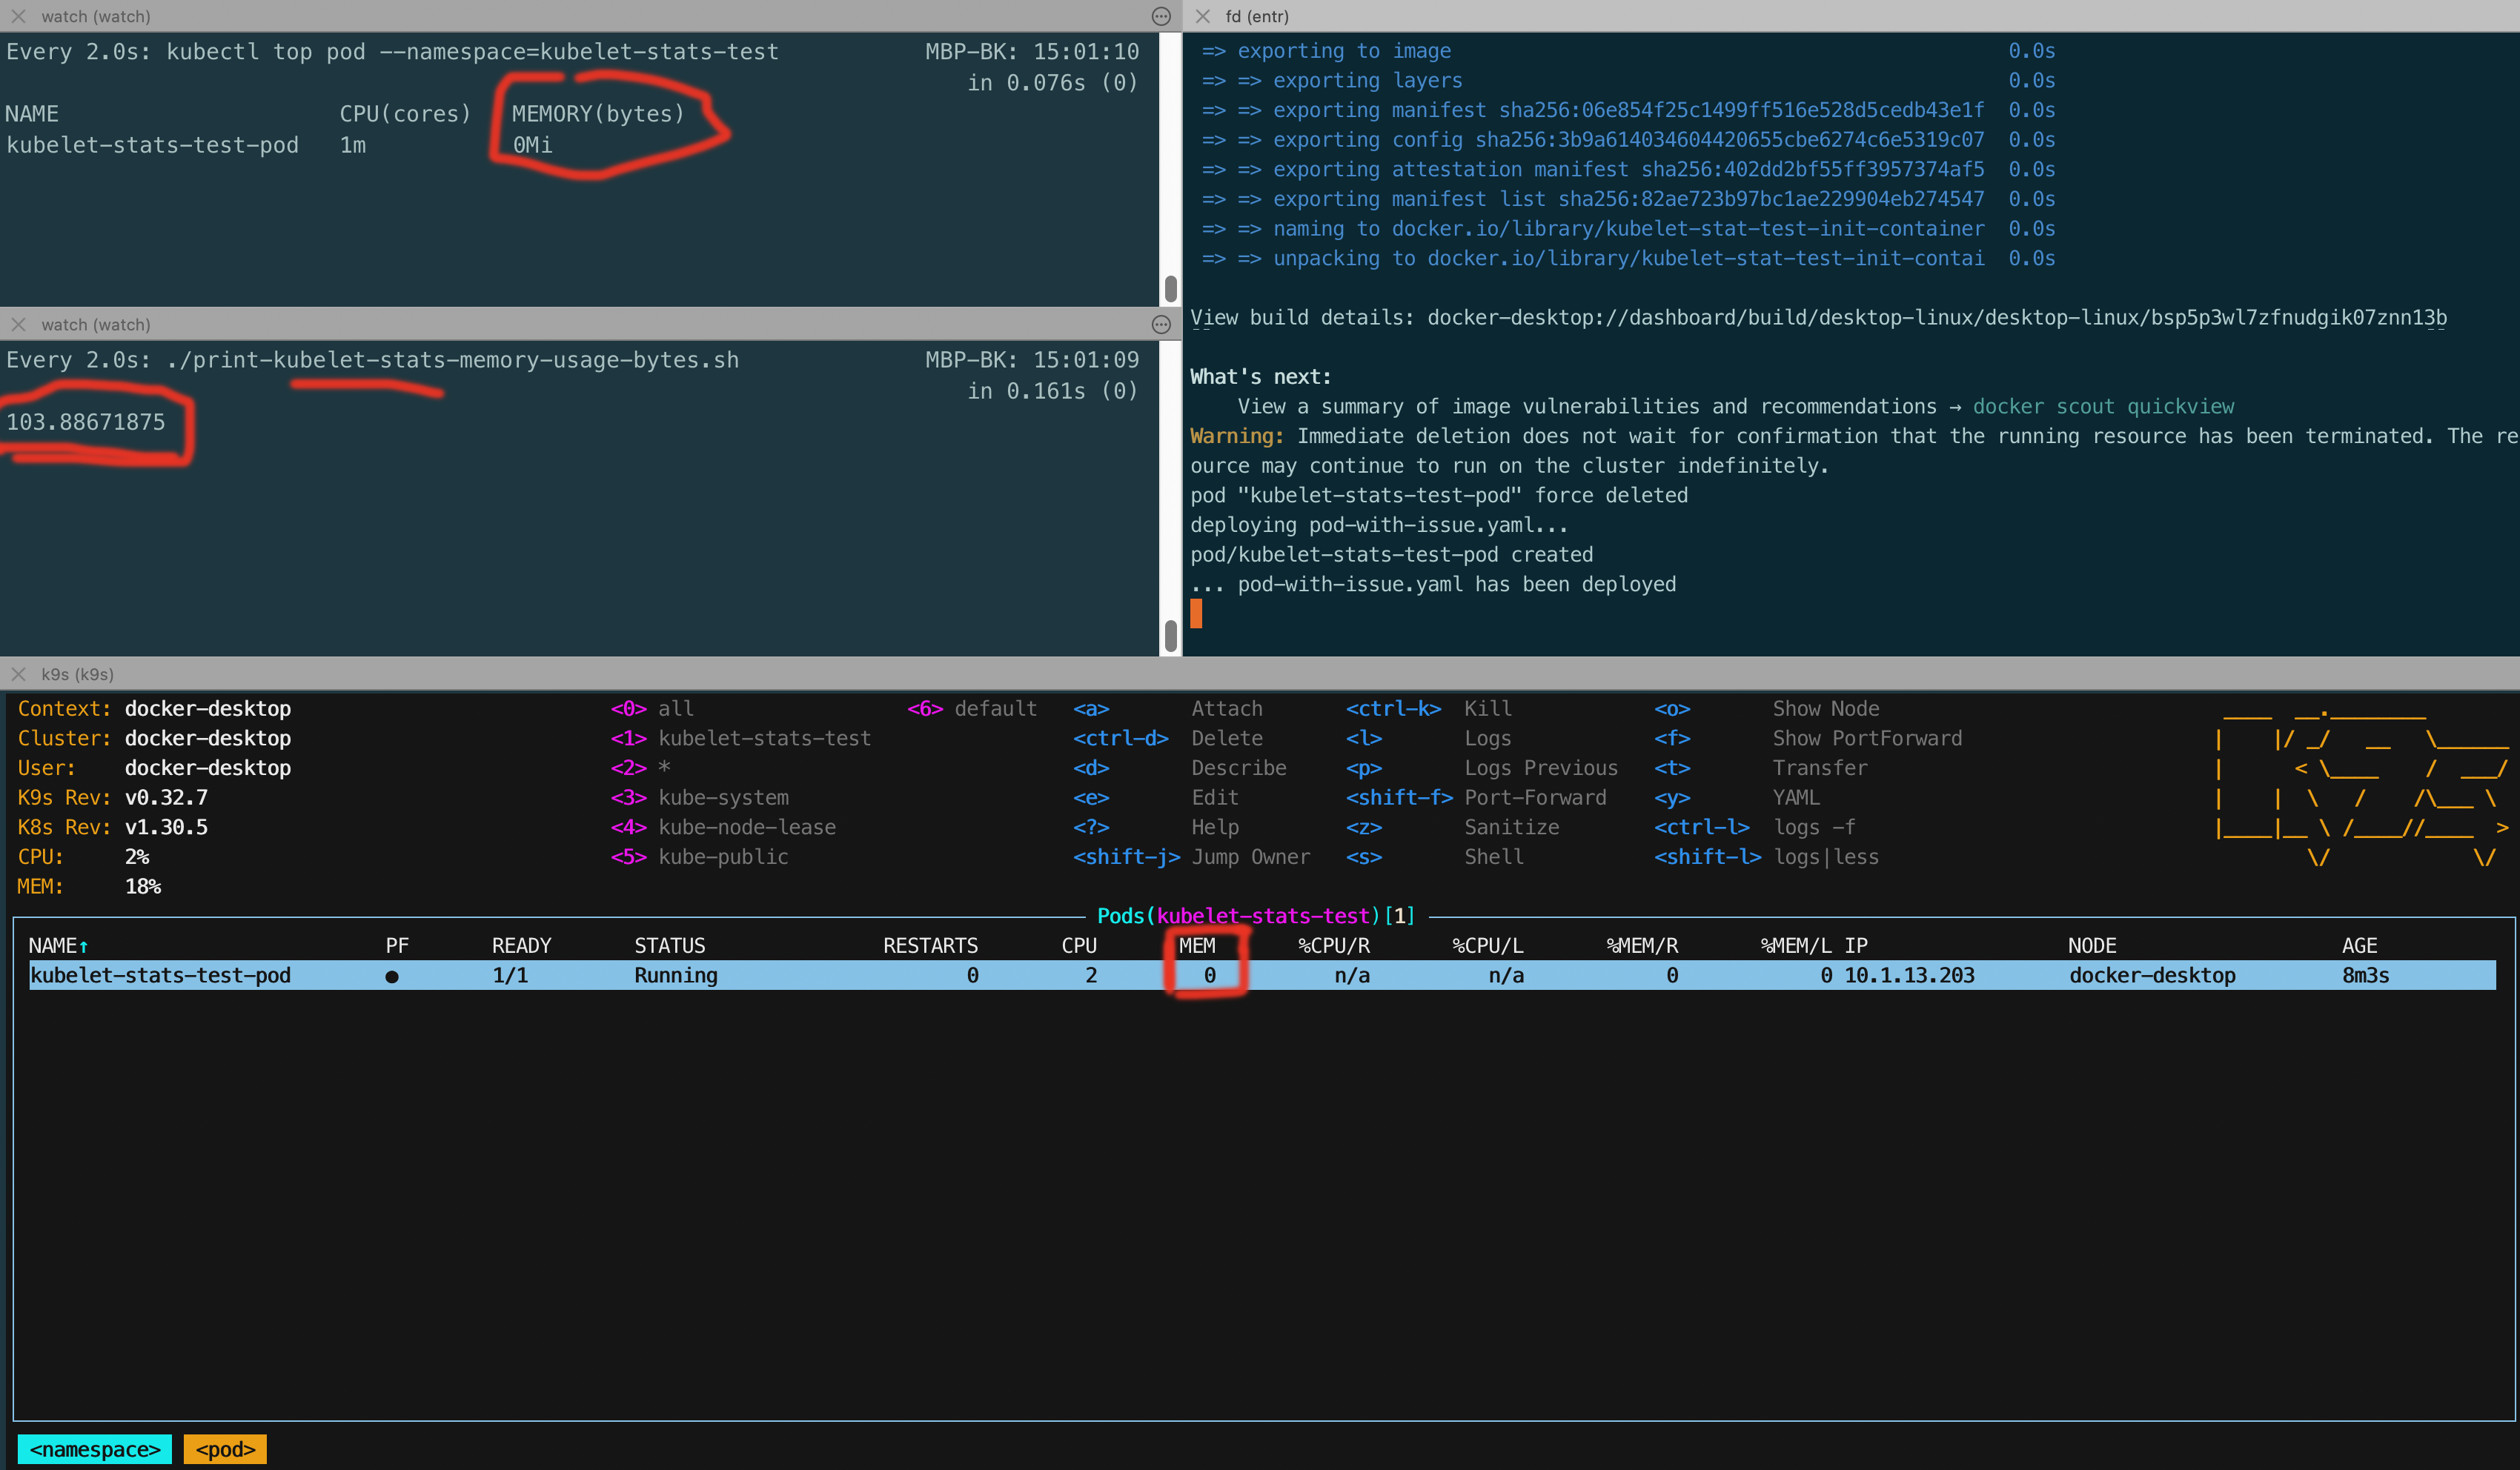 watch (watch)
Every 2.0s: kubectl top pod --namespace=kubelet-stats-test MBP-BK: 15:01:10
in 0.076s (0)
NAME CPU(cores) MEMORY(bytes)
kubelet-stats-test-pod 1m 0Mi
watch (watch)
Every 2.0s: ./print-kubelet-stats-memory-usage-bytes.sh MBP-BK: 15:01:09
in 0.161s (0)
103.88671875
fd (entr)
=> exporting to image 0.0s
=> => exporting layers 0.0s
=> => exporting manifest sha256:06e854f25c1499ff516e528d5cedb43e1f 0.0s
=> => exporting config sha256:3b9a614034604420655cbe6274c6e5319c07 0.0s
=> => exporting attestation manifest sha256:402dd2bf55ff3957374af5 0.0s
=> => exporting manifest list sha256:82ae723b97bc1ae229904eb274547 0.0s
=> => naming to docker.io/library/kubelet-stat-test-init-container 0.0s
=> => unpacking to docker.io/library/kubelet-stat-test-init-contai 0.0s
View build details: docker-desktop://dashboard/build/desktop-linux/desktop-linux/bsp5p3wl7zfnudgik07znn13b
What's next:
View a summary of image vulnerabilities and recommendations → docker scout quickview
Warning: Immediate deletion does not wait for confirmation that the running resource has been terminated. The re
ource may continue to run on the cluster indefinitely.
pod "kubelet-stats-test-pod" force deleted
deploying pod-with-issue.yaml...
pod/kubelet-stats-test-pod created
... pod-with-issue.yaml has been deployed
k9s (k9s)
Context: docker-desktop <0> all <6> default <a> Attach <ctrl-k> Kill <o> Show Node
Cluster: docker-desktop <1> kubelet-stats-test <ctrl-d> Delete <l> Logs <f> Show PortForward
User: docker-desktop <2> * <d> Describe <p> Logs Previous <t> Transfer
K9s Rev: v0.32.7 <3> kube-system <e> Edit <shift-f> Port-Forward <y> YAML
K8s Rev: v1.30.5 <4> kube-node-lease <?> Help <z> Sanitize <ctrl-l> logs -f
CPU: 2% <5> kube-public <shift-j> Jump Owner <s> Shell <shift-l> logs|less
MEM: 18%
Pods(kubelet-stats-test)[1]
NAME↑ PF READY STATUS RESTARTS CPU MEM %CPU/R %CPU/L %MEM/R %MEM/L IP NODE AGE
kubelet-stats-test-pod ● 1/1 Running 0 2 0 n/a n/a 0 0 10.1.13.203 docker-desktop 8m3s
<namespace> <pod>